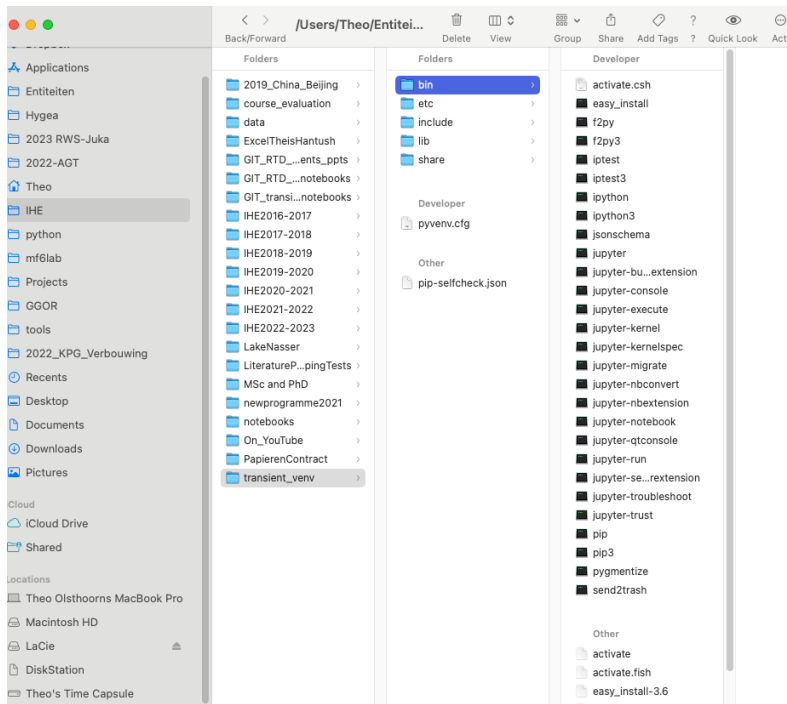 /Users/Theo/Entitei...
Back/Forward
Delete
View
Group
Share
Add Tags
?
?
Quick Look
Act
Applications
Entiteiten
Hygea
2023 RWS-Juka
2022-AGT
Theo
IHE
python
mf6lab
Projects
GGOR
tools
2022_KPG_Verbouwing
Recents
Desktop
Documents
Downloads
Pictures
Cloud
iCloud Drive
Shared
Locations
Theo Olsthoorns MacBook Pro
Macintosh HD
LaCie
DiskStation
Theo's Time Capsule
Folders
2019_China_Beijing
course_evaluation
data
ExcelTheisHantush
GIT_RTD_...ents_ppts
GIT_RTD_...notebooks
GIT_transi...notebooks
IHE2016-2017
IHE2017-2018
IHE2018-2019
IHE2019-2020
IHE2020-2021
IHE2021-2022
IHE2022-2023
LakeNasser
LiteratureP...pingTests
MSc and PhD
newprogramme2021
notebooks
On_YouTube
PapierenContract
transient_venv
Folders
bin
etc
include
lib
share
Developer
pyvenv.cfg
Other
pip-selfcheck.json
Developer
activate.csh
easy_install
f2py
f2py3
iptest
iptest3
ipython
ipython3
jsonschema
jupyter
jupyter-bu...extension
jupyter-console
jupyter-execute
jupyter-kernel
jupyter-kernelspec
jupyter-migrate
jupyter-nbconvert
jupyter-nbextension
jupyter-notebook
jupyter-qtconsole
jupyter-run
jupyter-se...rextension
jupyter-troubleshoot
jupyter-trust
pip
pip3
pygmentize
send2trash
Other
activate
activate.fish
easy_install-3.6